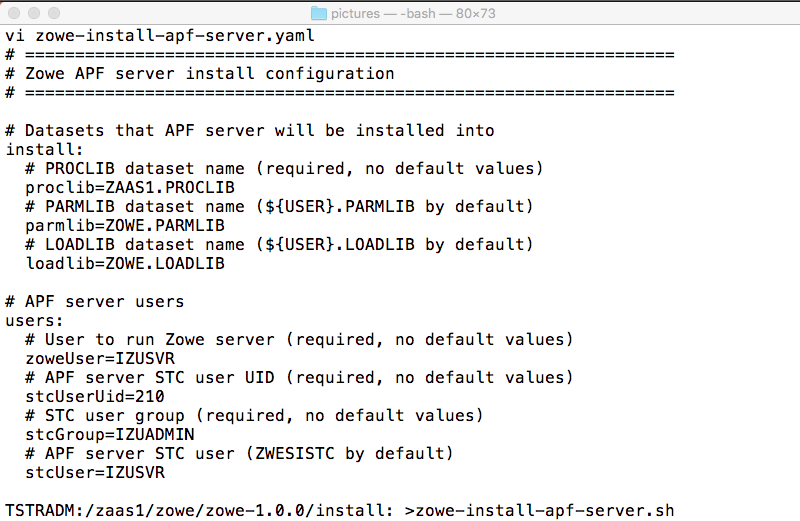 pictures — -bash — 80×73
vi zowe-install-apf-server.yaml
# =================================================================
# Zowe APF server install configuration
# =================================================================
# Datasets that APF server will be installed into
install:
# PROCLIB dataset name (required, no default values)
proclib=ZAAS1.PROCLIB
# PARMLIB dataset name (${USER}.PARMLIB by default)
parmlib=ZOWE.PARMLIB
# LOADLIB dataset name (${USER}.LOADLIB by default)
loadlib=ZOWE.LOADLIB
# APF server users
users:
# User to run Zowe server (required, no default values)
zoweUser=IZUSVR
# APF server STC user UID (required, no default values)
stcUserUid=210
# STC user group (required, no default values)
stcGroup=IZUADMIN
# APF server STC user (ZWESISTC by default)
stcUser=IZUSVR
TSTRADM:/zaas1/zowe/zowe-1.0.0/install: >zowe-install-apf-server.sh